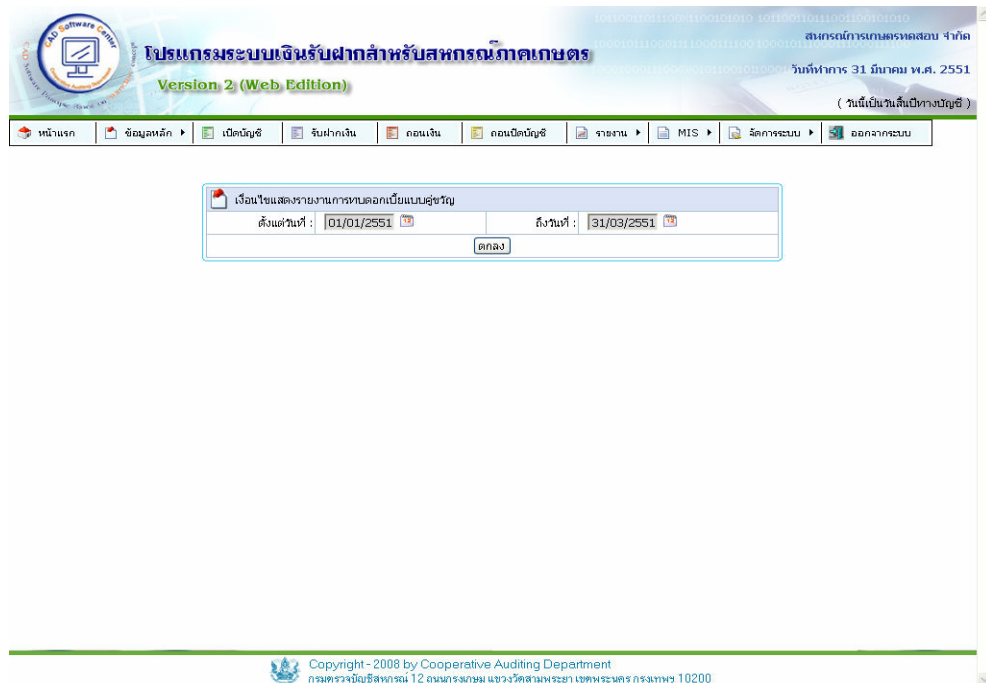 CAD Software Center
สหกรณ์การเกษตรทดสอบ จำกัด
โปรแกรมระบบเงินรับฝากสำหรับสหกรณ์ภาคเกษตร
วันที่ทำการ 31 มีนาคม พ.ศ. 2551
Version 2 (Web Edition)
( วันนี้เป็นวันสิ้นปีทางบัญชี )
หน้าแรก ข้อมูลหลัก เปิดบัญชี รับฝากเงิน ถอนเงิน ถอนปิดบัญชี รายงาน MIS จัดการระบบ ออกจากระบบ
เงื่อนไขแสดงรายงานการทบดอกเบี้ยแบบคู่ขวัญ
ตั้งแต่วันที่ : 01/01/2551 ถึงวันที่ : 31/03/2551
ตกลง
Copyright - 2008 by Cooperative Auditing Department
กรมตรวจบัญชีสหกรณ์ 12 ถนนกรุงเกษม แขวงวัดสามพระยา เขตพระนคร กรุงเทพฯ 10200